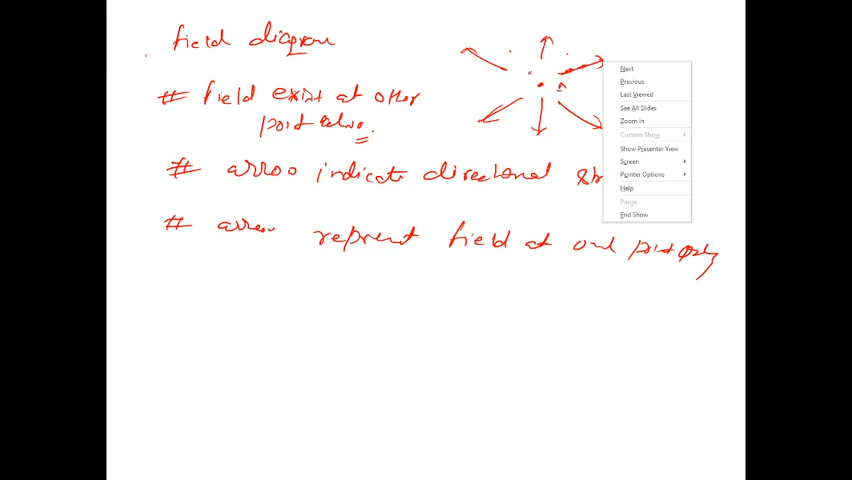 field diagram
# field exist at other
point also.
# arrow indicate directional
# arrow represent field at one point only
Next
Previous
Last Viewed
See All Slides
Zoom In
Custom Show
Show Presenter View
Screen
Pointer Options
Help
Pause
End Show